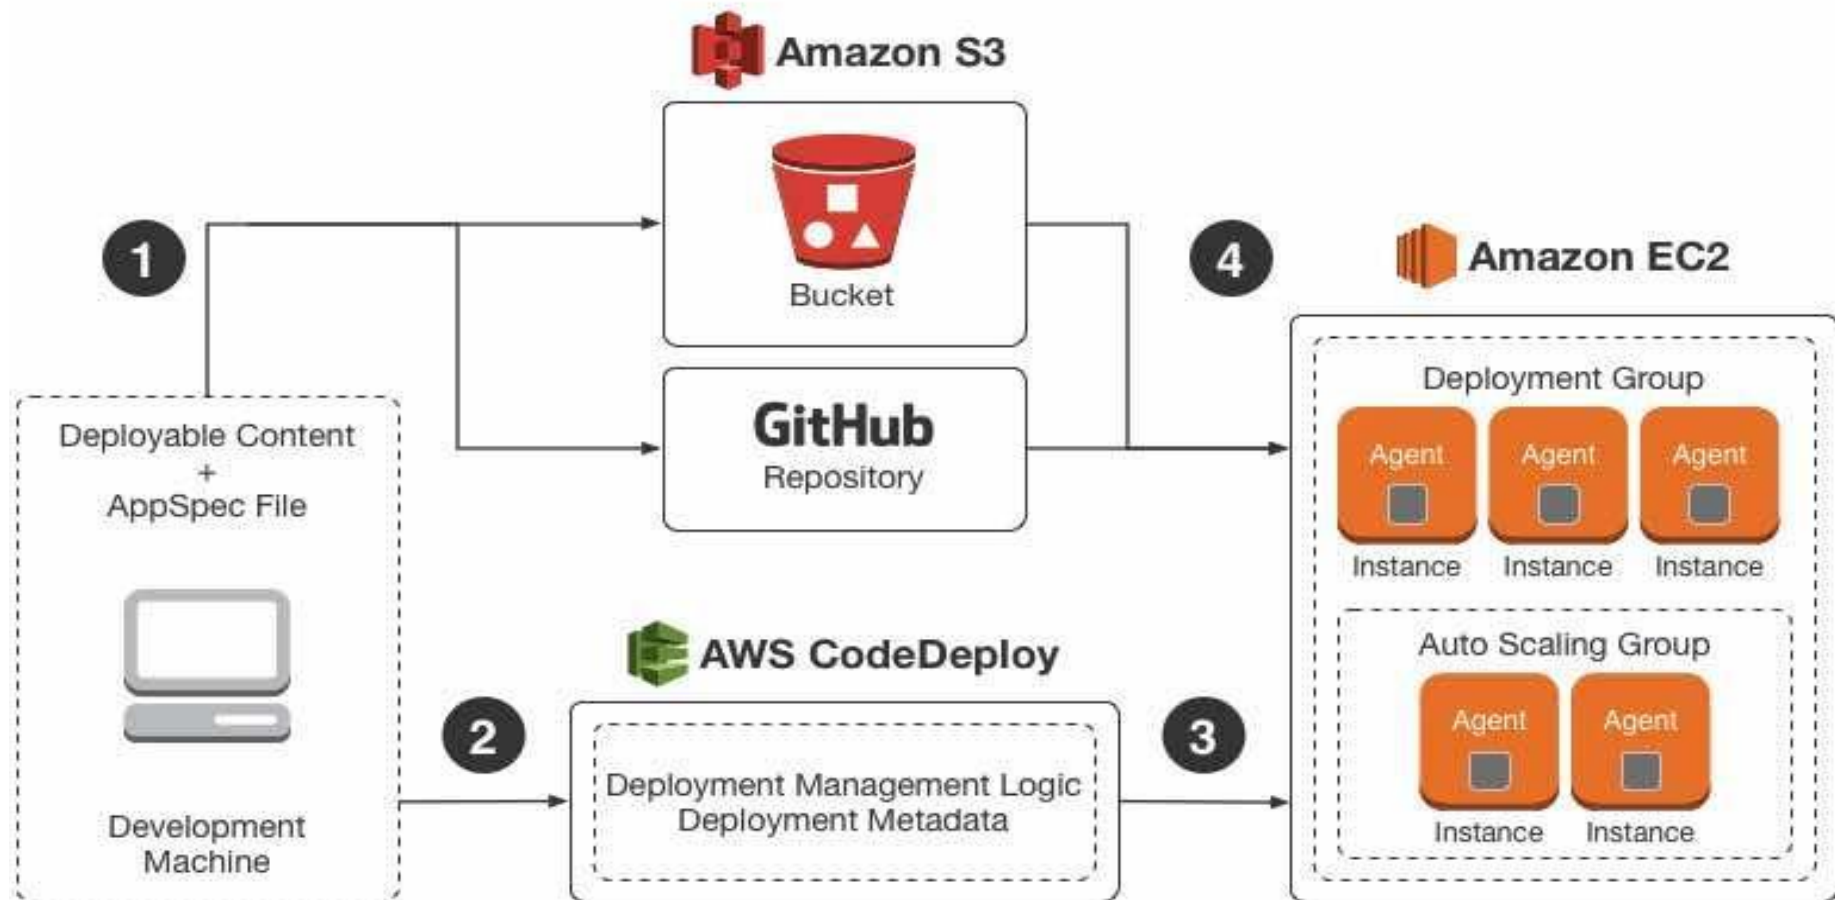 Amazon S3
Bucket
1
4
Amazon EC2
GitHub
Repository
Deployable Content
+
AppSpec File
Development
Machine
2
AWS CodeDeploy
Deployment Management Logic
Deployment Metadata
3
Deployment Group
Agent Agent Agent
Instance Instance Instance
Auto Scaling Group
Agent Agent
Instance Instance